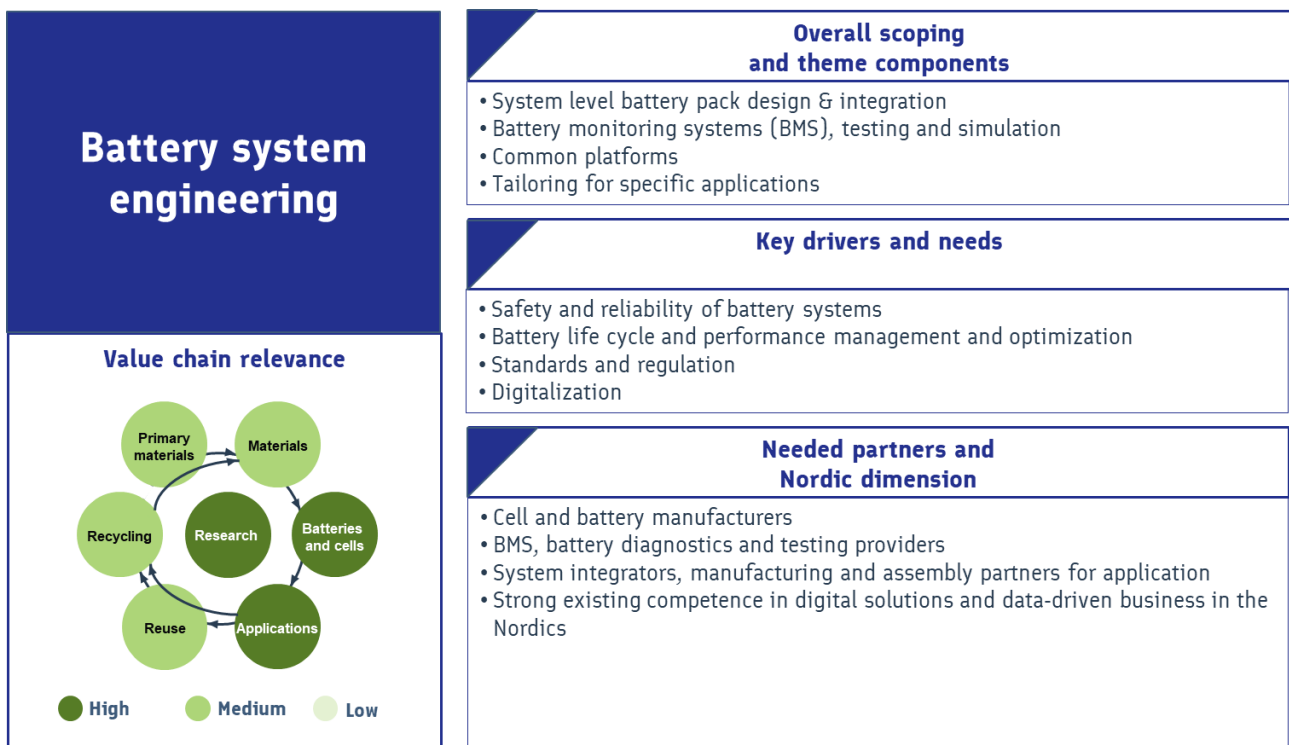 Battery system
engineering
Value chain relevance
Primary
materials
Materials
Recycling
Research
Batteries
and cells
Reuse
Applications
High
Medium
Low
Overall scoping
and theme components
• System level battery pack design & integration
• Battery monitoring systems (BMS), testing and simulation
• Common platforms
• Tailoring for specific applications
Key drivers and needs
• Safety and reliability of battery systems
• Battery life cycle and performance management and optimization
• Standards and regulation
• Digitalization
Needed partners and
Nordic dimension
• Cell and battery manufacturers
• BMS, battery diagnostics and testing providers
• System integrators, manufacturing and assembly partners for application
• Strong existing competence in digital solutions and data-driven business in the
Nordics